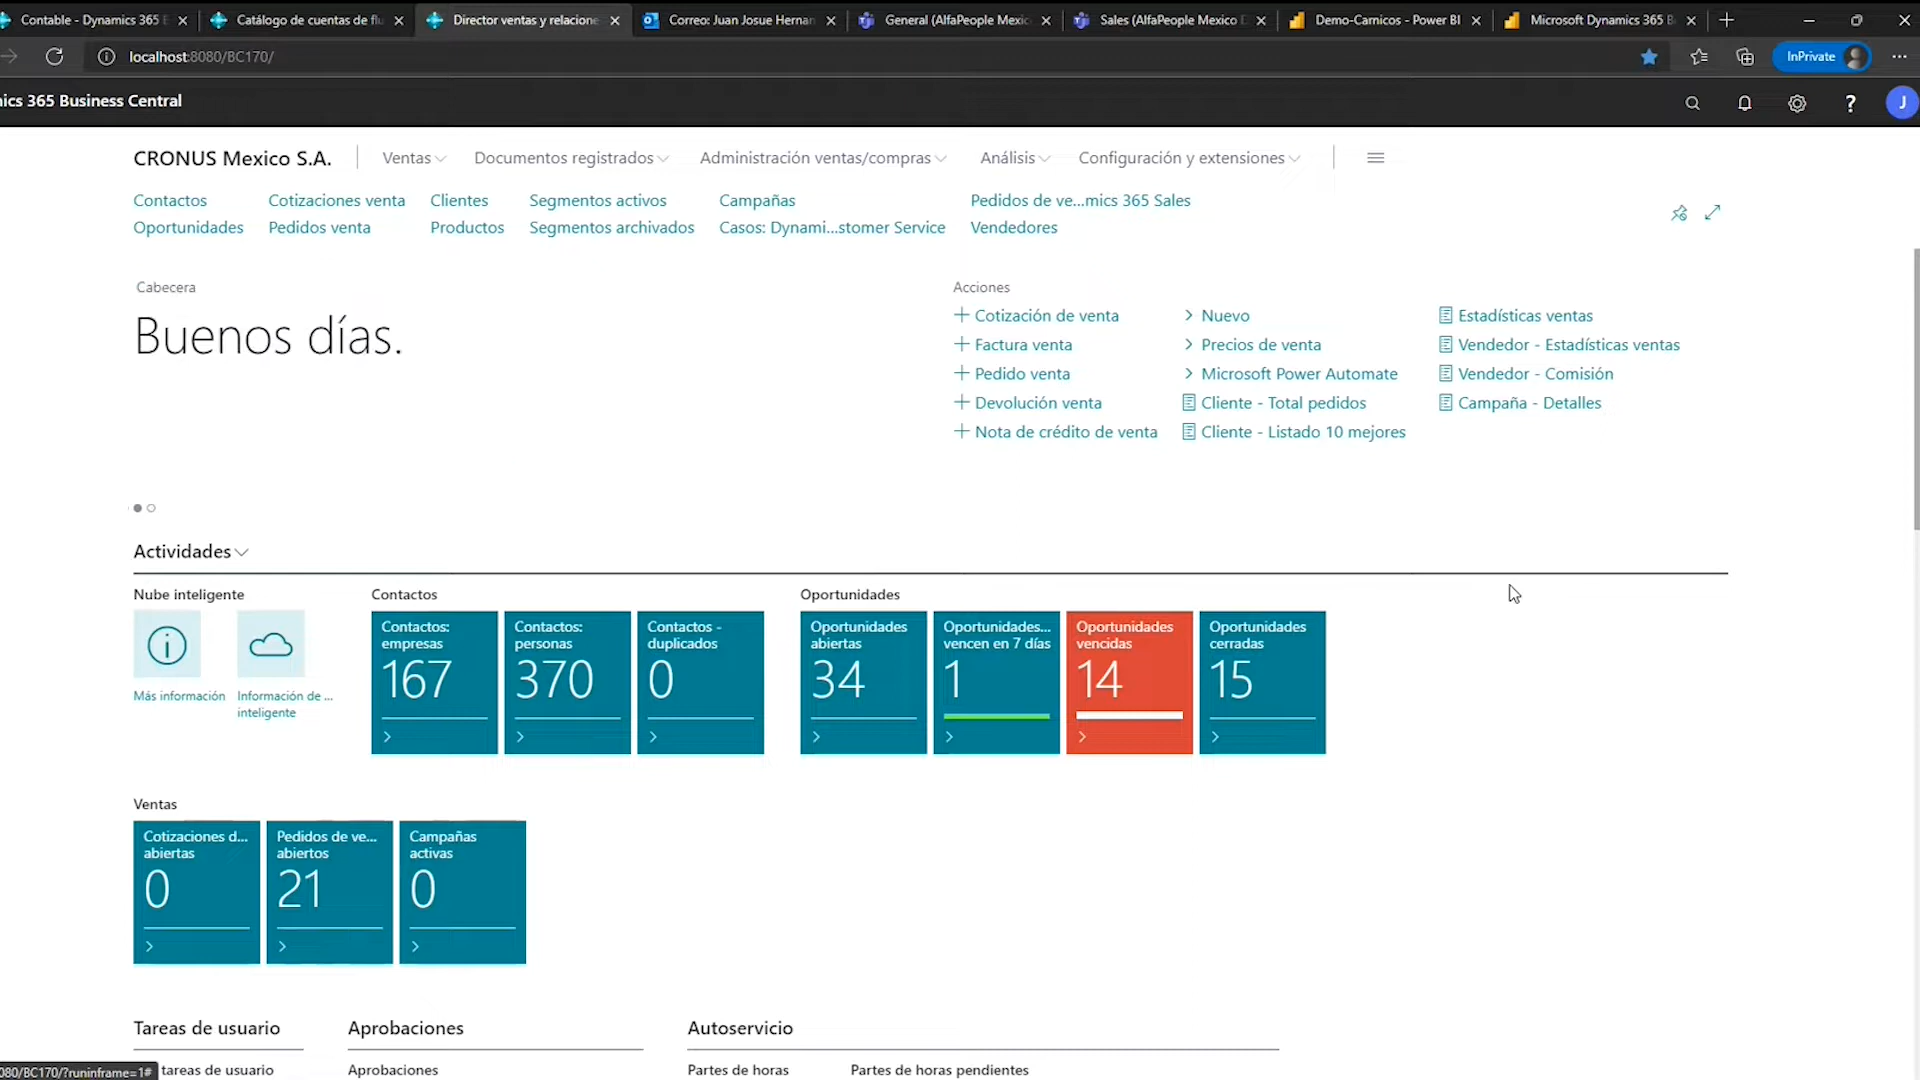 Contable - Dynamics 365 B
Catálogo de cuentas de flu
Director ventas y relacione
Correo: Juan Josue Hernan
General (AlfaPeople Mexic
Sales (AlfaPeople Mexico
Demo-Carnicos - Power BI
Microsoft Dynamics 365 B
localhost:8080/BC170/
InPrivate
ics 365 Business Central
?
J
CRONUS Mexico S.A.
Ventas
Documentos registrados
Administración ventas/compras
Análisis
Configuración y extensiones
Contactos
Cotizaciones venta
Clientes
Segmentos activos
Campañas
Pedidos de ve...mics 365 Sales
Oportunidades
Pedidos venta
Productos
Segmentos archivados
Casos: Dynami...stomer Service
Vendedores
Cabecera
Buenos días.
Acciones
Cotización de venta
Nuevo
Estadísticas ventas
Factura venta
Precios de venta
Vendedor - Estadísticas ventas
Pedido venta
Microsoft Power Automate
Vendedor - Comisión
Devolución venta
Cliente - Total pedidos
Campaña - Detalles
Nota de crédito de venta
Cliente - Listado 10 mejores
Actividades
Nube inteligente
Más información
Información de ...
inteligente
Contactos
Contactos:
empresas
167
Contactos:
personas
370
Contactos -
duplicados
0
Oportunidades
Oportunidades
abiertas
34
Oportunidades...
vencen en 7 días
1
Oportunidades
vencidas
14
Oportunidades
cerradas
15
Ventas
Cotizaciones d...
abiertas
0
Pedidos de ve...
abiertos
21
Campañas
activas
0
Tareas de usuario
Aprobaciones
Autoservicio
tareas de usuario
Aprobaciones
Partes de horas
Partes de horas pendientes
080/BC170/?runinframe=1#